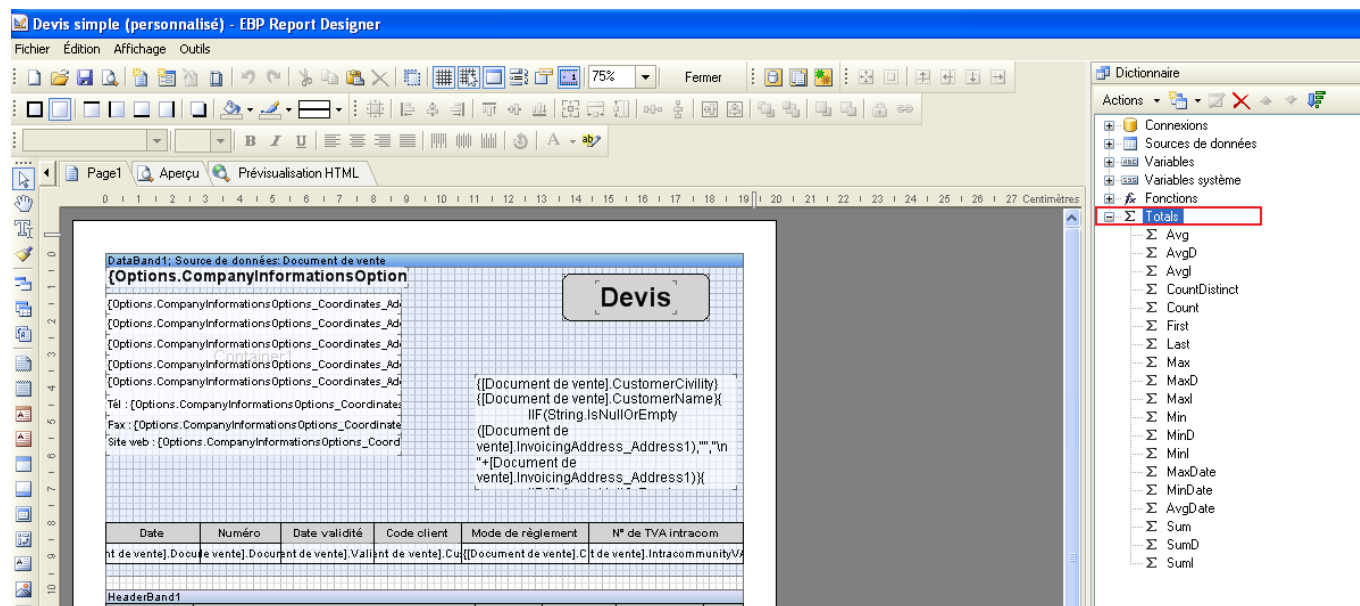 Devis simple (personnalisé) - EBP Report Designer
Fichier Édition Affichage Outils
75% Fermer
Page1 Aperçu Prévisualisation HTML
0 1 2 3 4 5 6 7 8 9 10 11 12 13 14 15 16 17 18 19 20 21 22 23 24 25 26 27 Centimètres
DataBand1; Source de données: Document de vente
{Options.CompanyInformationsOption
{Options.CompanyInformationsOptions_Coordinates_Ad
{Options.CompanyInformationsOptions_Coordinates_Ad
{Options.CompanyInformationsOptions_Coordinates_Ad
Container1
{Options.CompanyInformationsOptions_Coordinates_Ad
{Options.CompanyInformationsOptions_Coordinates_Ad
Tél : {Options.CompanyInformationsOptions_Coordinates
Fax : {Options.CompanyInformationsOptions_Coordinate
Site web : {Options.CompanyInformationsOptions_Coord
Devis
{[Document de vente].CustomerCivility}
{[Document de vente].CustomerName}{
IIF(String.IsNullOrEmpty
([Document de
vente].InvoicingAddress_Address1),"","\n
"+[Document de
vente].InvoicingAddress_Address1)}{
Date Numéro Date validité Code client Mode de règlement N° de TVA intracom
nt de vente].Docu e vente].Docur nt de vente].Vali nt de vente].Cu {[Document de vente].C t de vente].IntracommunityVA
HeaderBand1
Dictionnaire
Actions
Connexions
Sources de données
Variables
Variables système
Fonctions
Totals
Avg
AvgD
AvgI
CountDistinct
Count
First
Last
Max
MaxD
MaxI
Min
MinD
MinI
MaxDate
MinDate
AvgDate
Sum
SumD
SumI